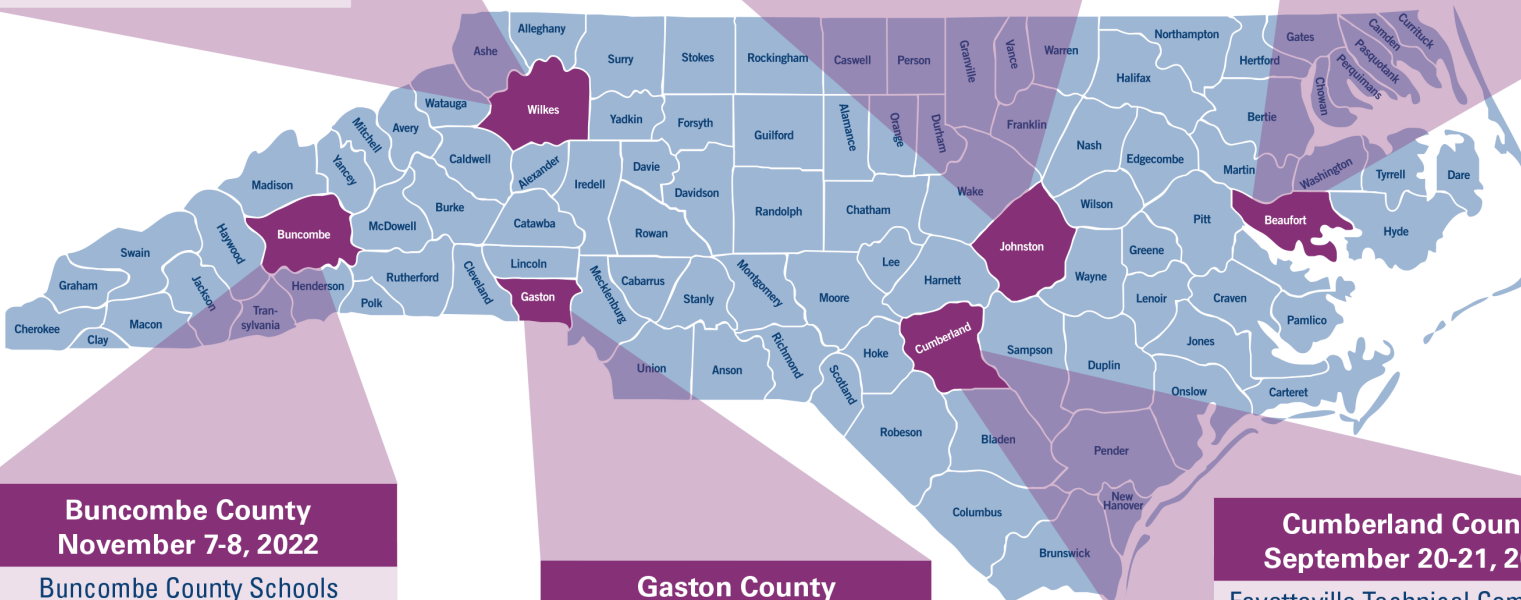 Alleghany
Northampton
Currituck
Camden
Gates
Pasquotank
Ashe
Surry
Stokes
Rockingham
Caswell
Person
Granville
Vance
Warren
Hertford
Perquimans
Halifax
Chowan
Watauga
Wilkes
Yadkin
Forsyth
Guilford
Alamance
Orange
Durham
Franklin
Bertie
Mitchell
Avery
Nash
Edgecombe
Caldwell
Alexander
Davie
Martin
Washington
Tyrrell
Dare
Yancey
Madison
Iredell
Davidson
Wake
Burke
Randolph
Chatham
Wilson
Pitt
Beaufort
McDowell
Catawba
Rowan
Buncombe
Haywood
Johnston
Greene
Hyde
Swain
Lincoln
Lee
Graham
Jackson
Henderson
Rutherford
Cleveland
Mecklenburg
Cabarrus
Montgomery
Harnett
Wayne
Gaston
Stanly
Moore
Lenoir
Craven
Polk
Tran-
sylvania
Macon
Cherokee
Clay
Pamlico
Cumberland
Jones
Hoke
Sampson
Union
Anson
Richmond
Scotland
Duplin
Onslow
Carteret
Robeson
Bladen
Pender
New
Hanover
Columbus
Brunswick
Buncombe County
November 7-8, 2022
Buncombe County Schools
Gaston County
Cumberland Coun
September 20-21, 2